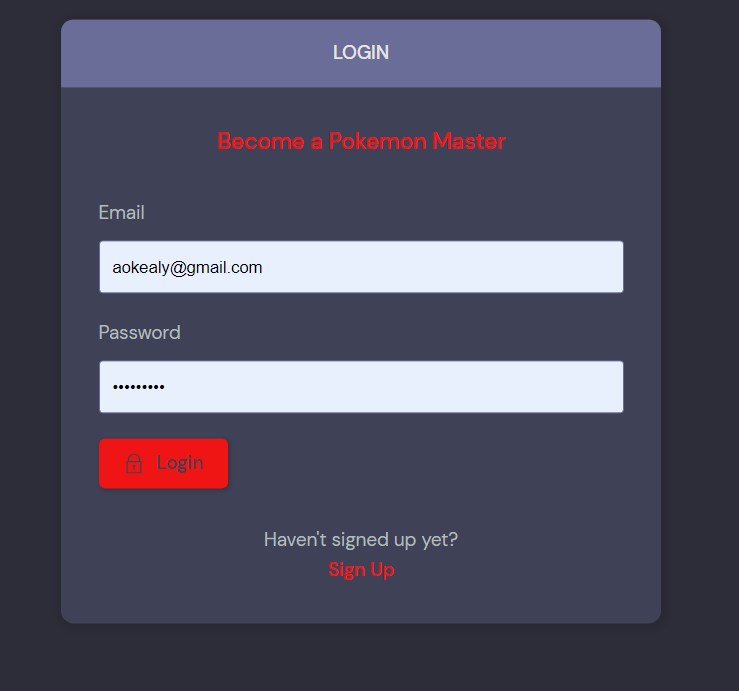 LOGIN
Become a Pokemon Master
Email
aokealy@gmail.com
Password
•••••••••
Login
Haven't signed up yet?
Sign Up